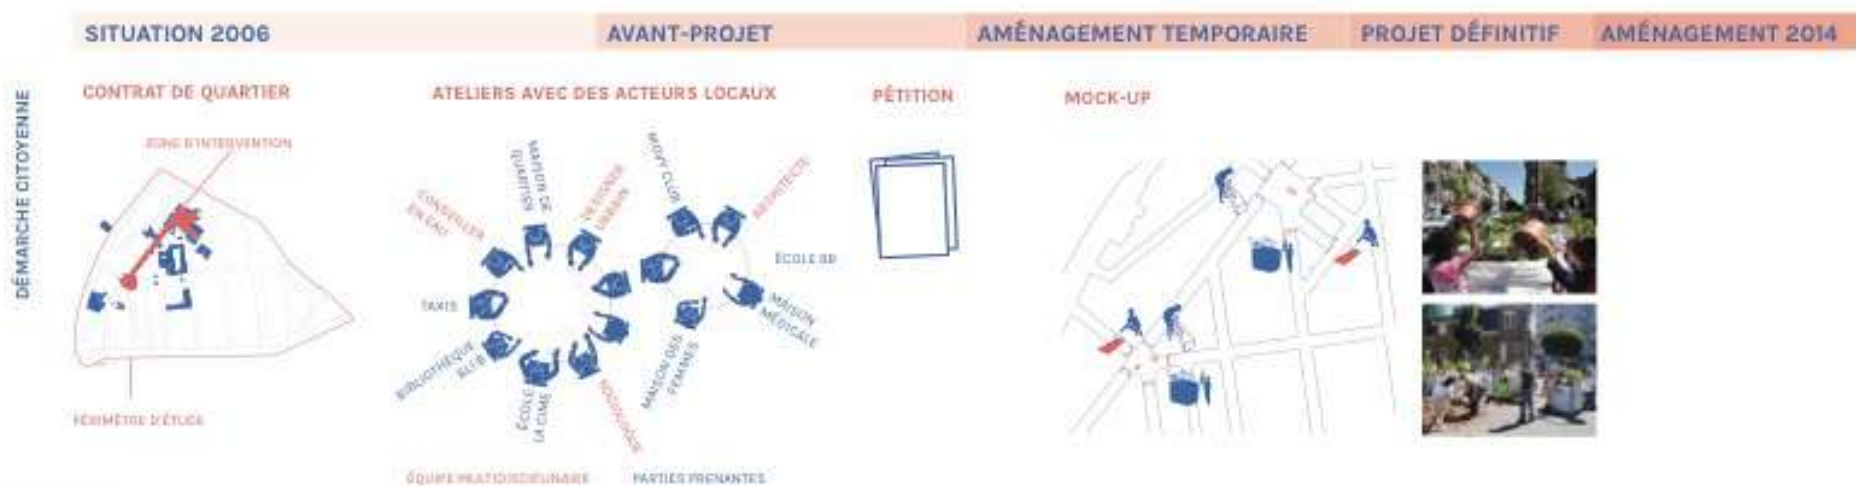 SITUATION 2006
AVANT-PROJET
AMÉNAGEMENT TEMPORAIRE
PROJET DÉFINITIF
AMÉNAGEMENT 2014
DÉMARCHE CITOYENNE
CONTRAT DE QUARTIER
ATELIERS AVEC DES ACTEURS LOCAUX
PÉTITION
MOCK-UP
ZONE D'INTERVENTION
PÉRIMÈTRE D'ÉTUDE
CONSEILLER
EN EAU
MAISON DE
QUARTIER
DESIGNER
URBAIN
TAXIS
BIBLIOTHÈQUE
ÉCOLE
LA CIME
SOCIOLOGUE
CLUB
ARCHITECTE
ÉCOLE
MAISON
MÉDICALE
MAISON DES
FEMMES
ÉQUIPE MULTIDISCIPLINAIRE
PARTIES PRENANTES